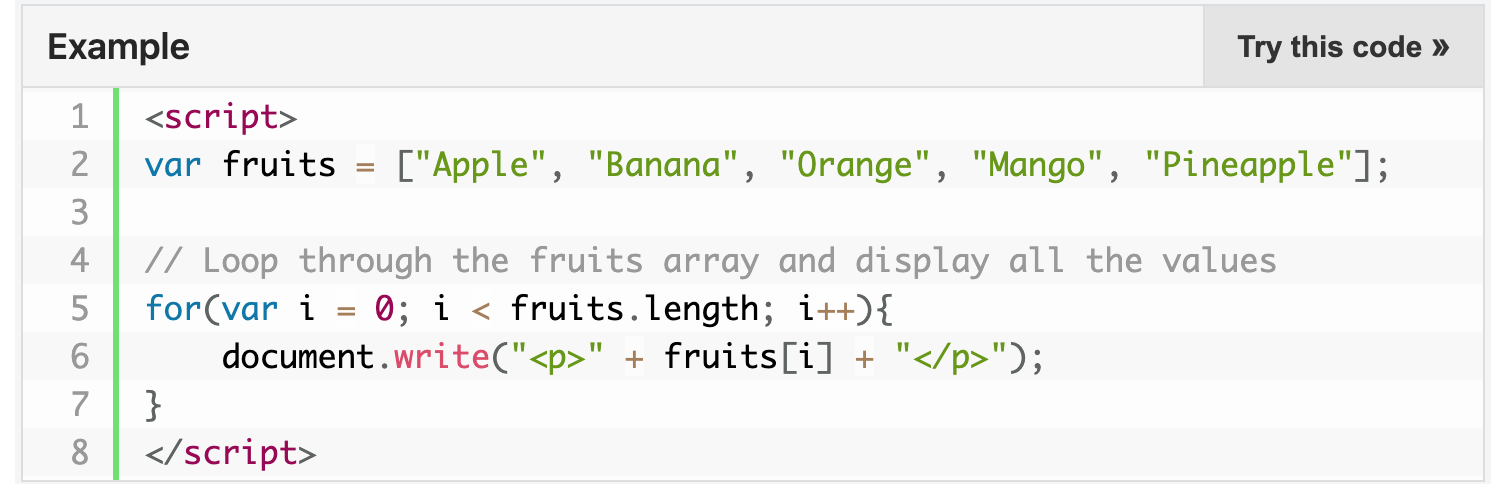 Example
Try this code »
1 <script>
2 var fruits = ["Apple", "Banana", "Orange", "Mango", "Pineapple"];
3
4 // Loop through the fruits array and display all the values
5 for(var i = 0; i < fruits.length; i++){
6     document.write("<p>" + fruits[i] + "</p>");
7 }
8 </script>